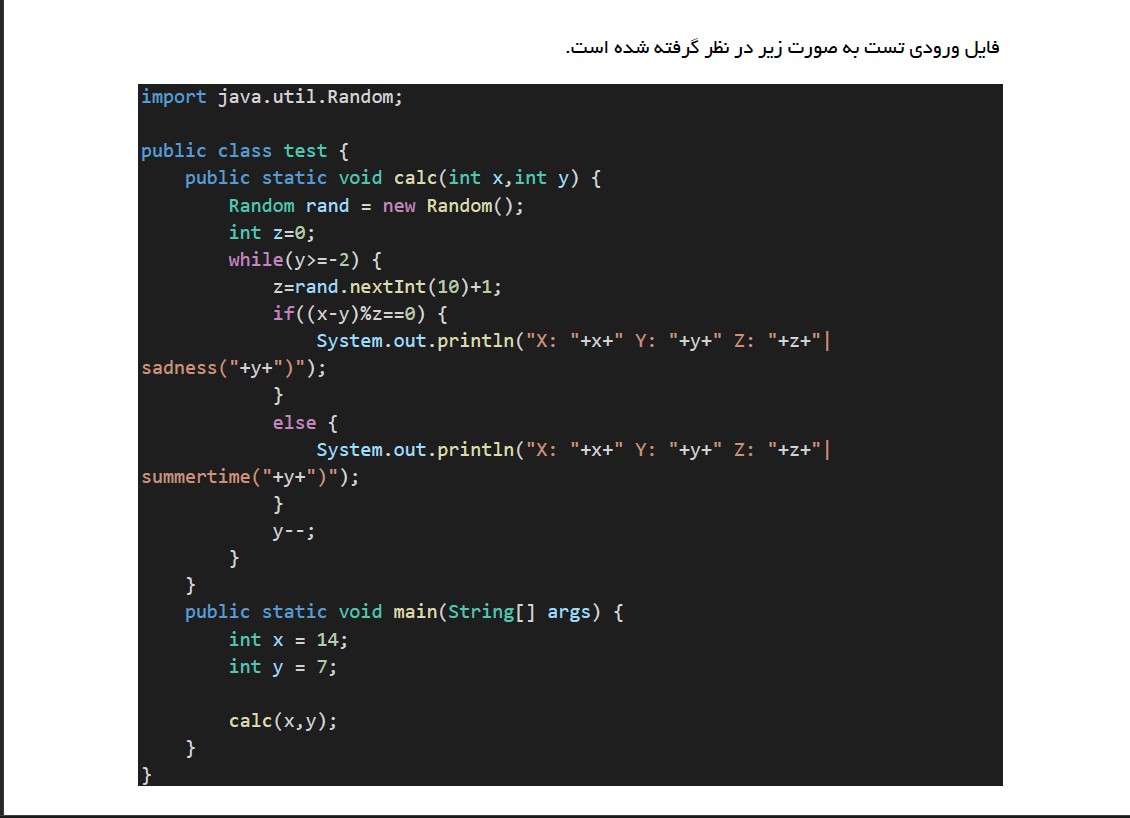 فایل ورودی تست به صورت زیر در نظر گرفته شده است.
import java.util.Random;
public class test {
    public static void calc(int x,int y) {
        Random rand = new Random();
        int z=0;
        while(y>=-2) {
            z=rand.nextInt(10)+1;
            if((x-y)%z==0) {
                System.out.println("X: "+x+" Y: "+y+" Z: "+z+"|
sadness("+y+")");
            }
            else {
                System.out.println("X: "+x+" Y: "+y+" Z: "+z+"|
summertime("+y+")");
            }
            y--;
        }
    }
    public static void main(String[] args) {
        int x = 14;
        int y = 7;
        calc(x,y);
    }
}